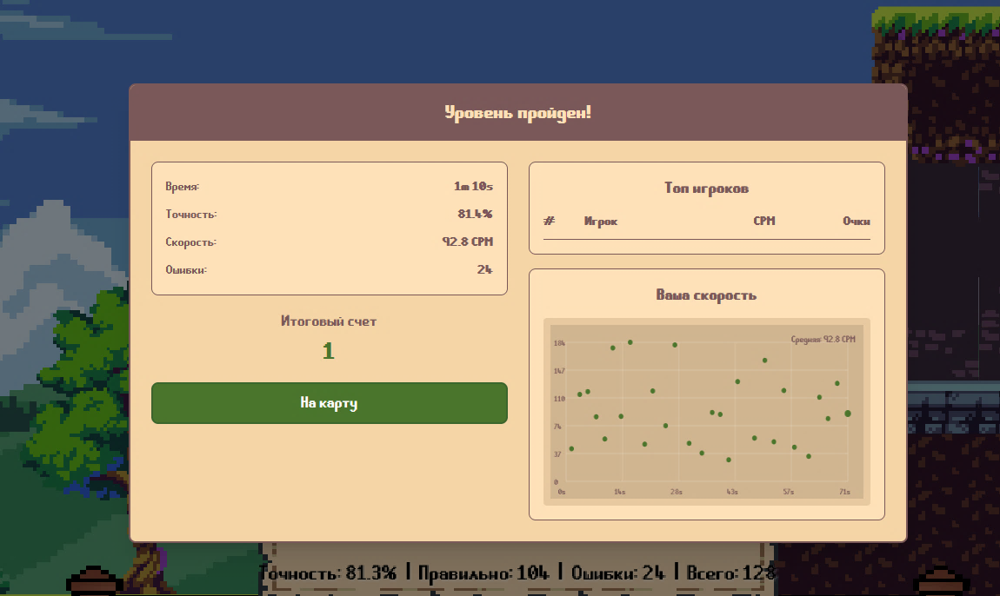 Уровень пройден!
Время: 1m 10s
Точность: 81.4%
Скорость: 92.8 CPM
Ошибки: 24
Итоговый счет
1
На карту
Топ игроков
# Игрок CPM Очки
Ваша скорость
Средняя: 92.8 CPM
184
147
110
74
37
0
0s 14s 28s 43s 57s 71s
Точность: 81.3% | Правильно: 104 | Ошибки: 24 | Всего: 128